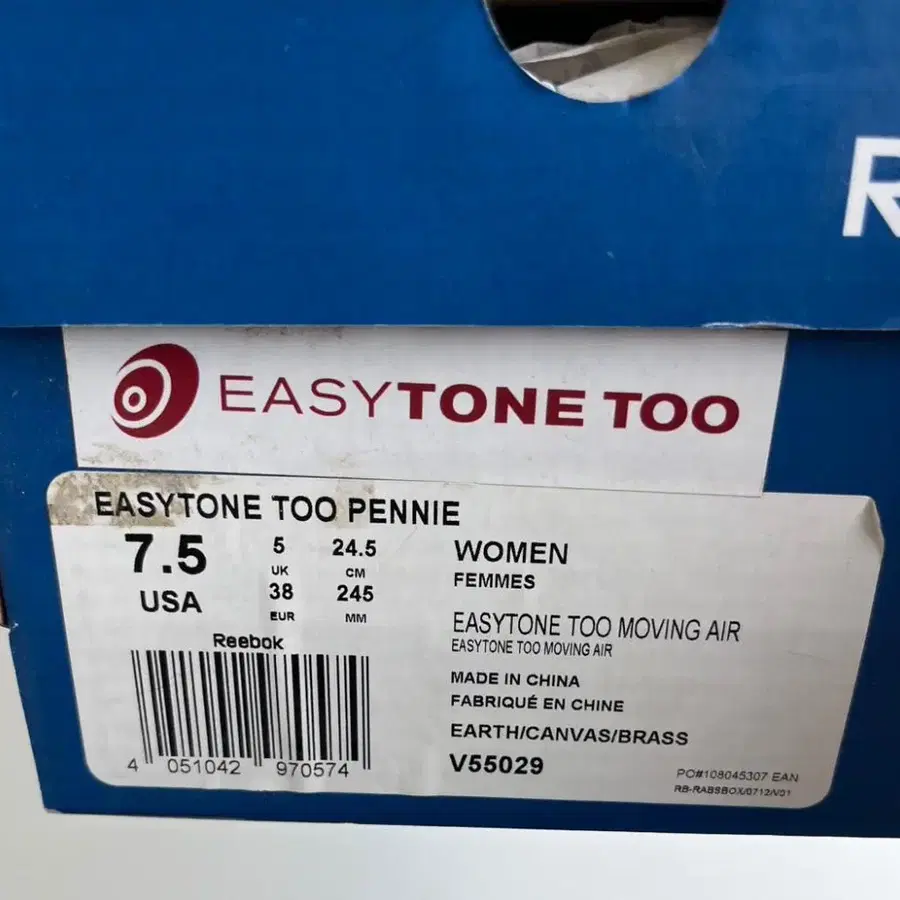 R
EASYTONE TOO
EASYTONE TOO PENNIE
7.5
USA
5
UK
38
EUR
24.5
CM
245
MM
Reebok
4 051042 970574
WOMEN
FEMMES
EASYTONE TOO MOVING AIR
EASYTONE TOO MOVING AIR
MADE IN CHINA
FABRIQUÉ EN CHINE
EARTH/CANVAS/BRASS
V55029
PO#108045307 EAN
RB-RABSBOX/0712/V01